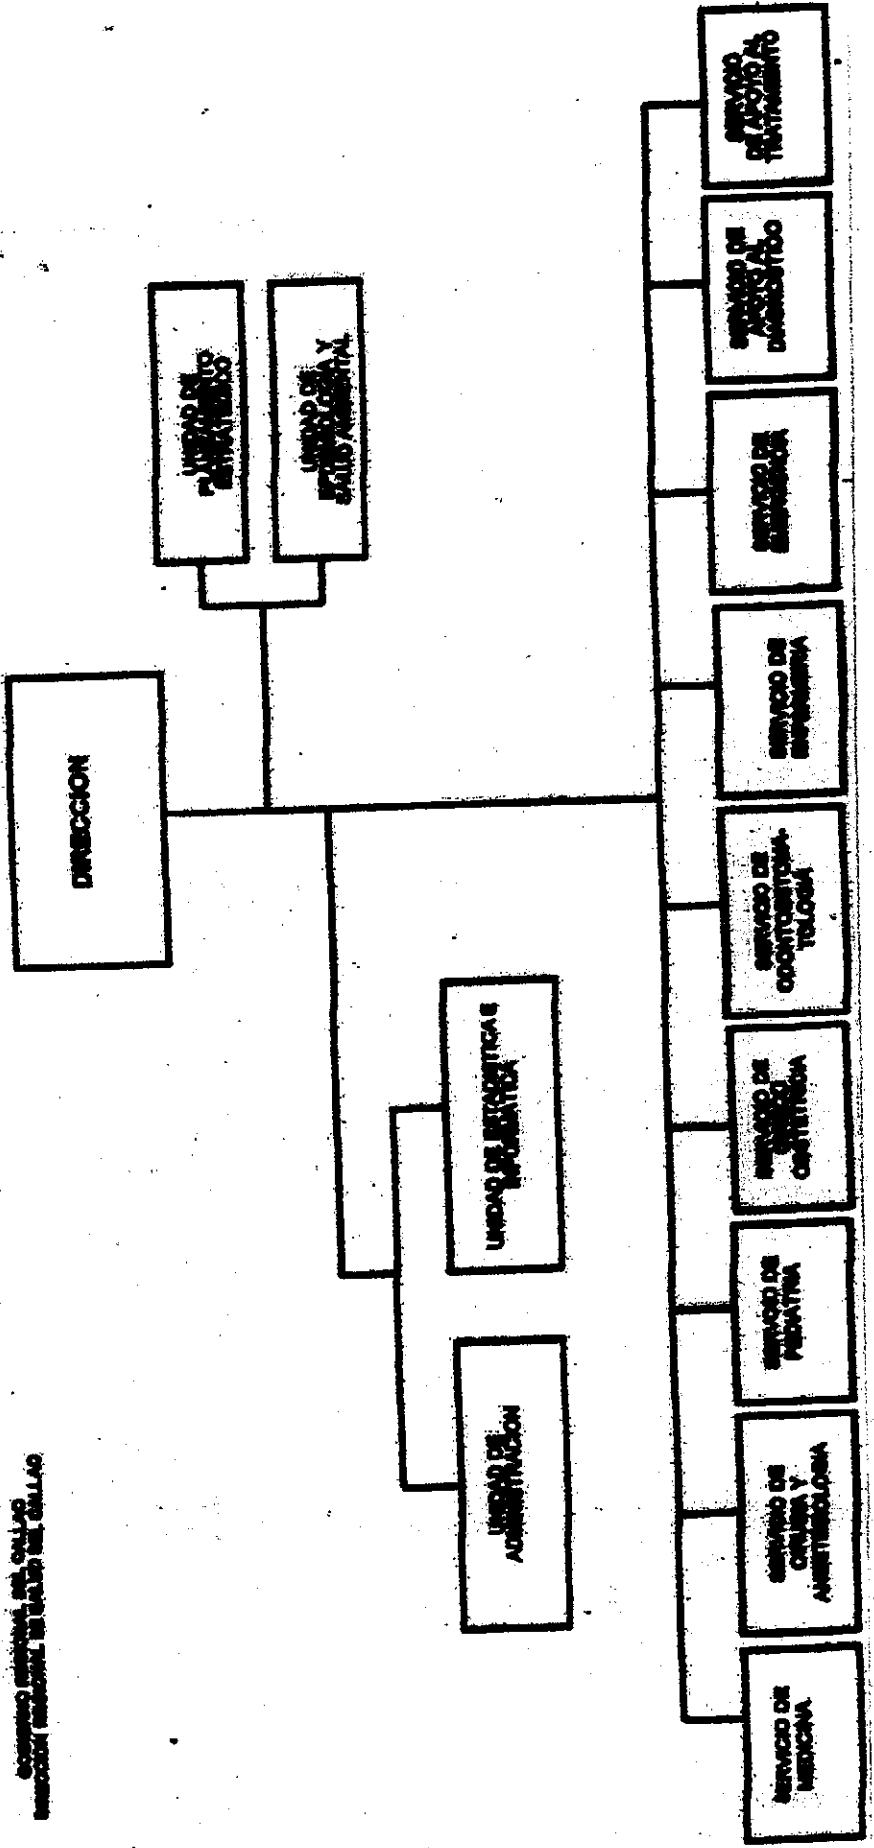 GOBIERNO REGIONAL DEL CALLAO
DIRECCION REGIONAL DE SALUD DEL CALLAO
DIRECCION
UNIDAD DE
PLANEAMIENTO
ESTRATEGICO
UNIDAD DE
EPIDEMIOLOGIA Y
SALUD AMBIENTAL
UNIDAD DE
ADMINISTRACION
UNIDAD DE ESTADISTICA E
INFORMATICA
SERVICIO DE
MEDICINA
SERVICIO DE
CIRUGIA Y
ANESTESIOLOGIA
SERVICIO DE
PEDIATRIA
SERVICIO DE
GINECO
OBSTETRICIA
SERVICIO DE
ODONTOESTOMA-
TOLOGIA
SERVICIO DE
ENFERMERIA
SERVICIO DE
EMERGENCIA
SERVICIO DE
APOYO AL
DIAGNOSTICO
SERVICIO
DE APOYO AL
TRATAMIENTO